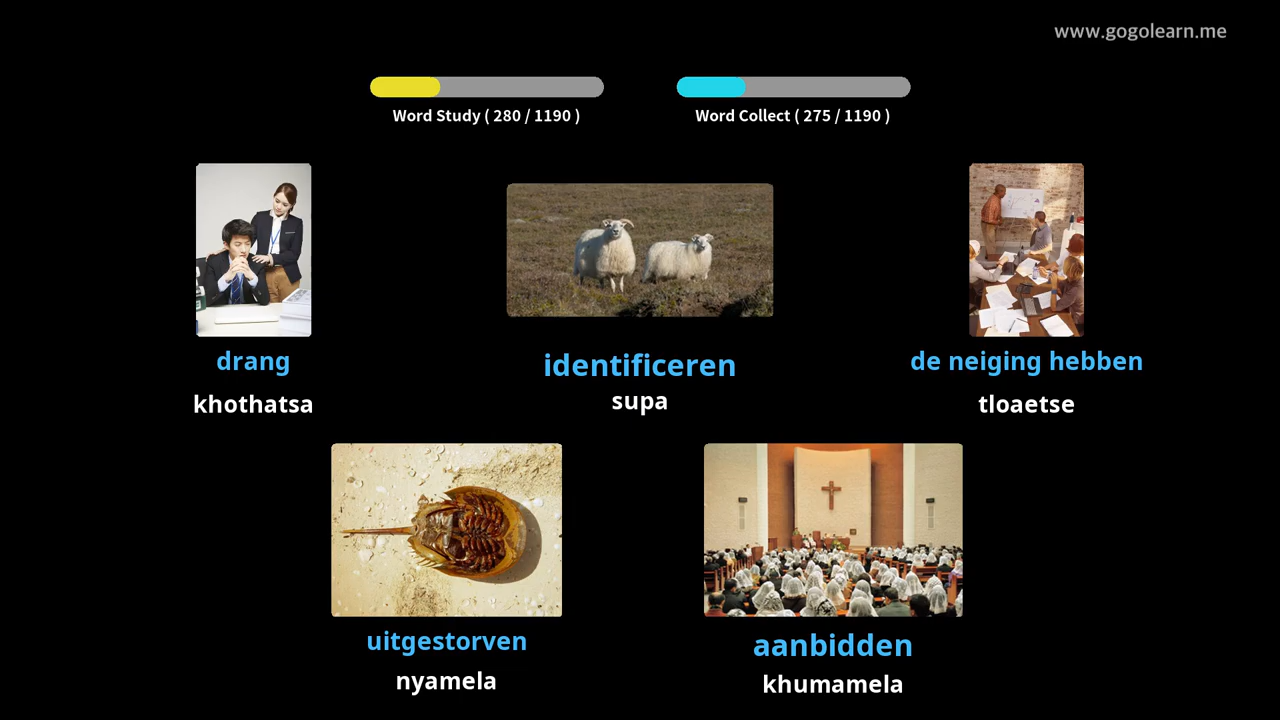 www.gogolearn.me
Word Study ( 280 / 1190 )
Word Collect ( 275 / 1190 )
drang
khothatsa
identificeren
supa
de neiging hebben
tloaetse
uitgestorven
nyamela
aanbidden
khumamela